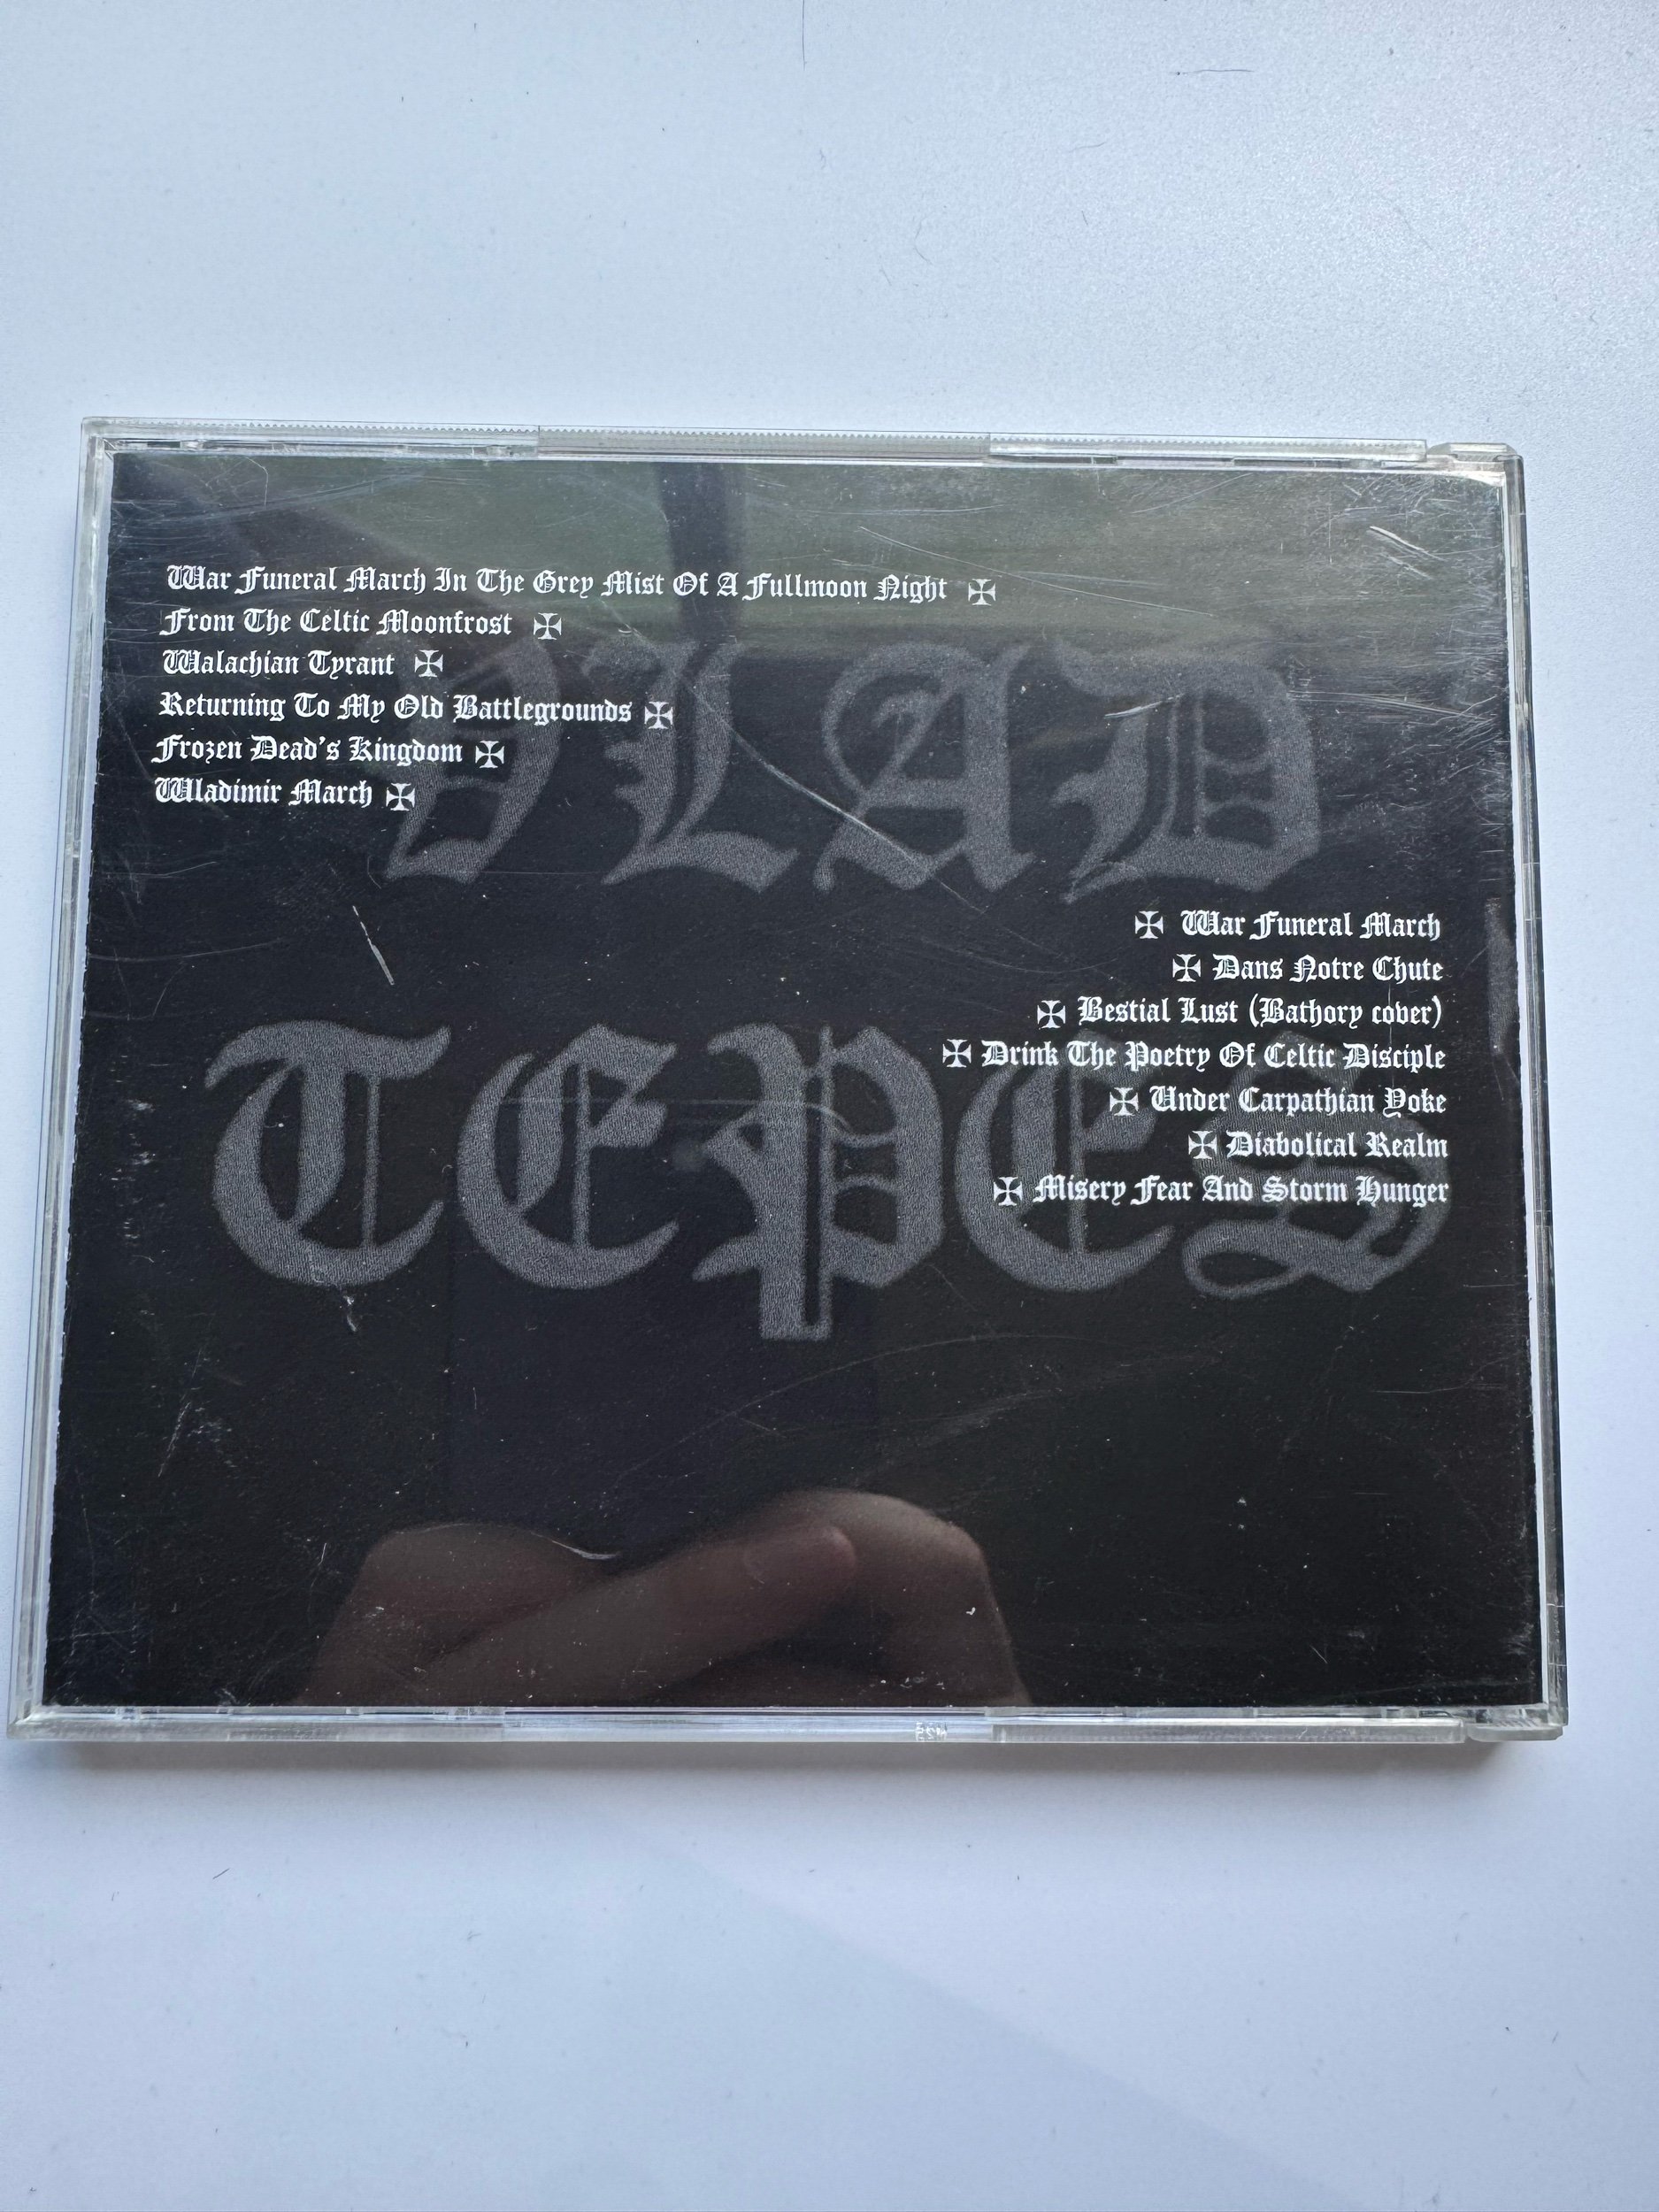 War Funeral March In The Grey Mist Of A Fullmoon Night
From The Celtic Moonfrost
Walachian Tyrant
Returning To My Old Battlegrounds
Frozen Dead's Kingdom
Wladimir March
VLAD
TEPES
War Funeral March
Dans Notre Chute
Bestial Lust (Bathory cover)
Drink The Poetry Of Celtic Disciple
Under Carpathian Yoke
Diabolical Realm
Misery Fear And Storm Hunger